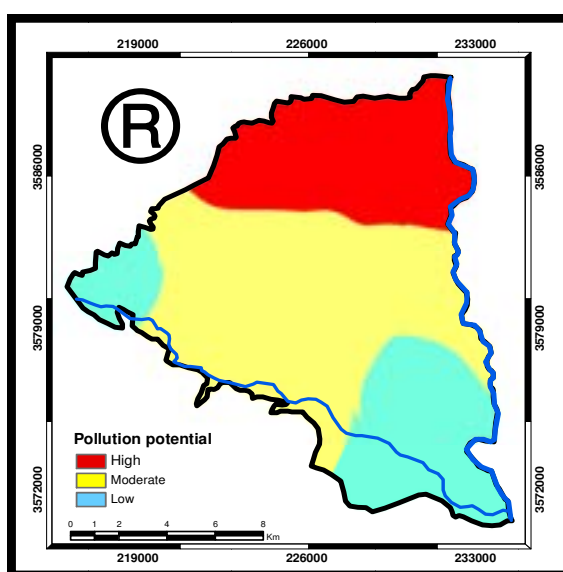 219000 226000 233000
R
3586000 3586000
3579000 3579000
Pollution potential
High
Moderate
Low
3572000 3572000
0 1 2 4 6 8
Km
219000 226000 233000